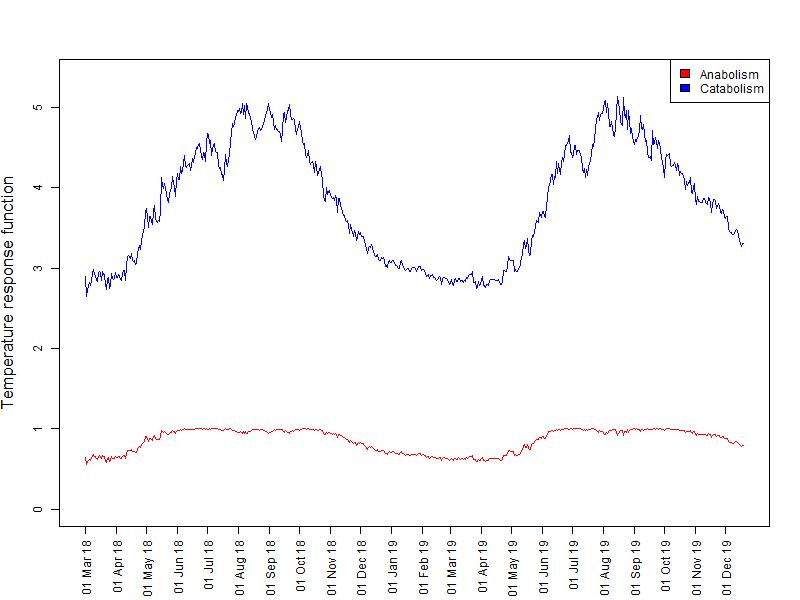 Anabolism
Catabolism
Temperature response function
5
4
3
2
1
0
01 Mar 18
01 Apr 18
01 May 18
01 Jun 18
01 Jul 18
01 Aug 18
01 Sep 18
01 Oct 18
01 Nov 18
01 Dec 18
01 Jan 19
01 Feb 19
01 Mar 19
01 Apr 19
01 May 19
01 Jun 19
01 Jul 19
01 Aug 19
01 Sep 19
01 Oct 19
01 Nov 19
01 Dec 19